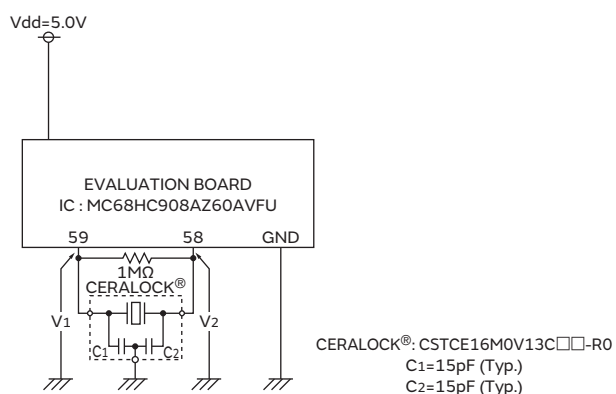 Vdd=5.0V
EVALUATION BOARD
IC : MC68HC908AZ60AVFU
59 58 GND
1MΩ
CERALOCK®
V1 V2
C1 C2
CERALOCK®: CSTCE16M0V13C□□-R0
C1=15pF (Typ.)
C2=15pF (Typ.)